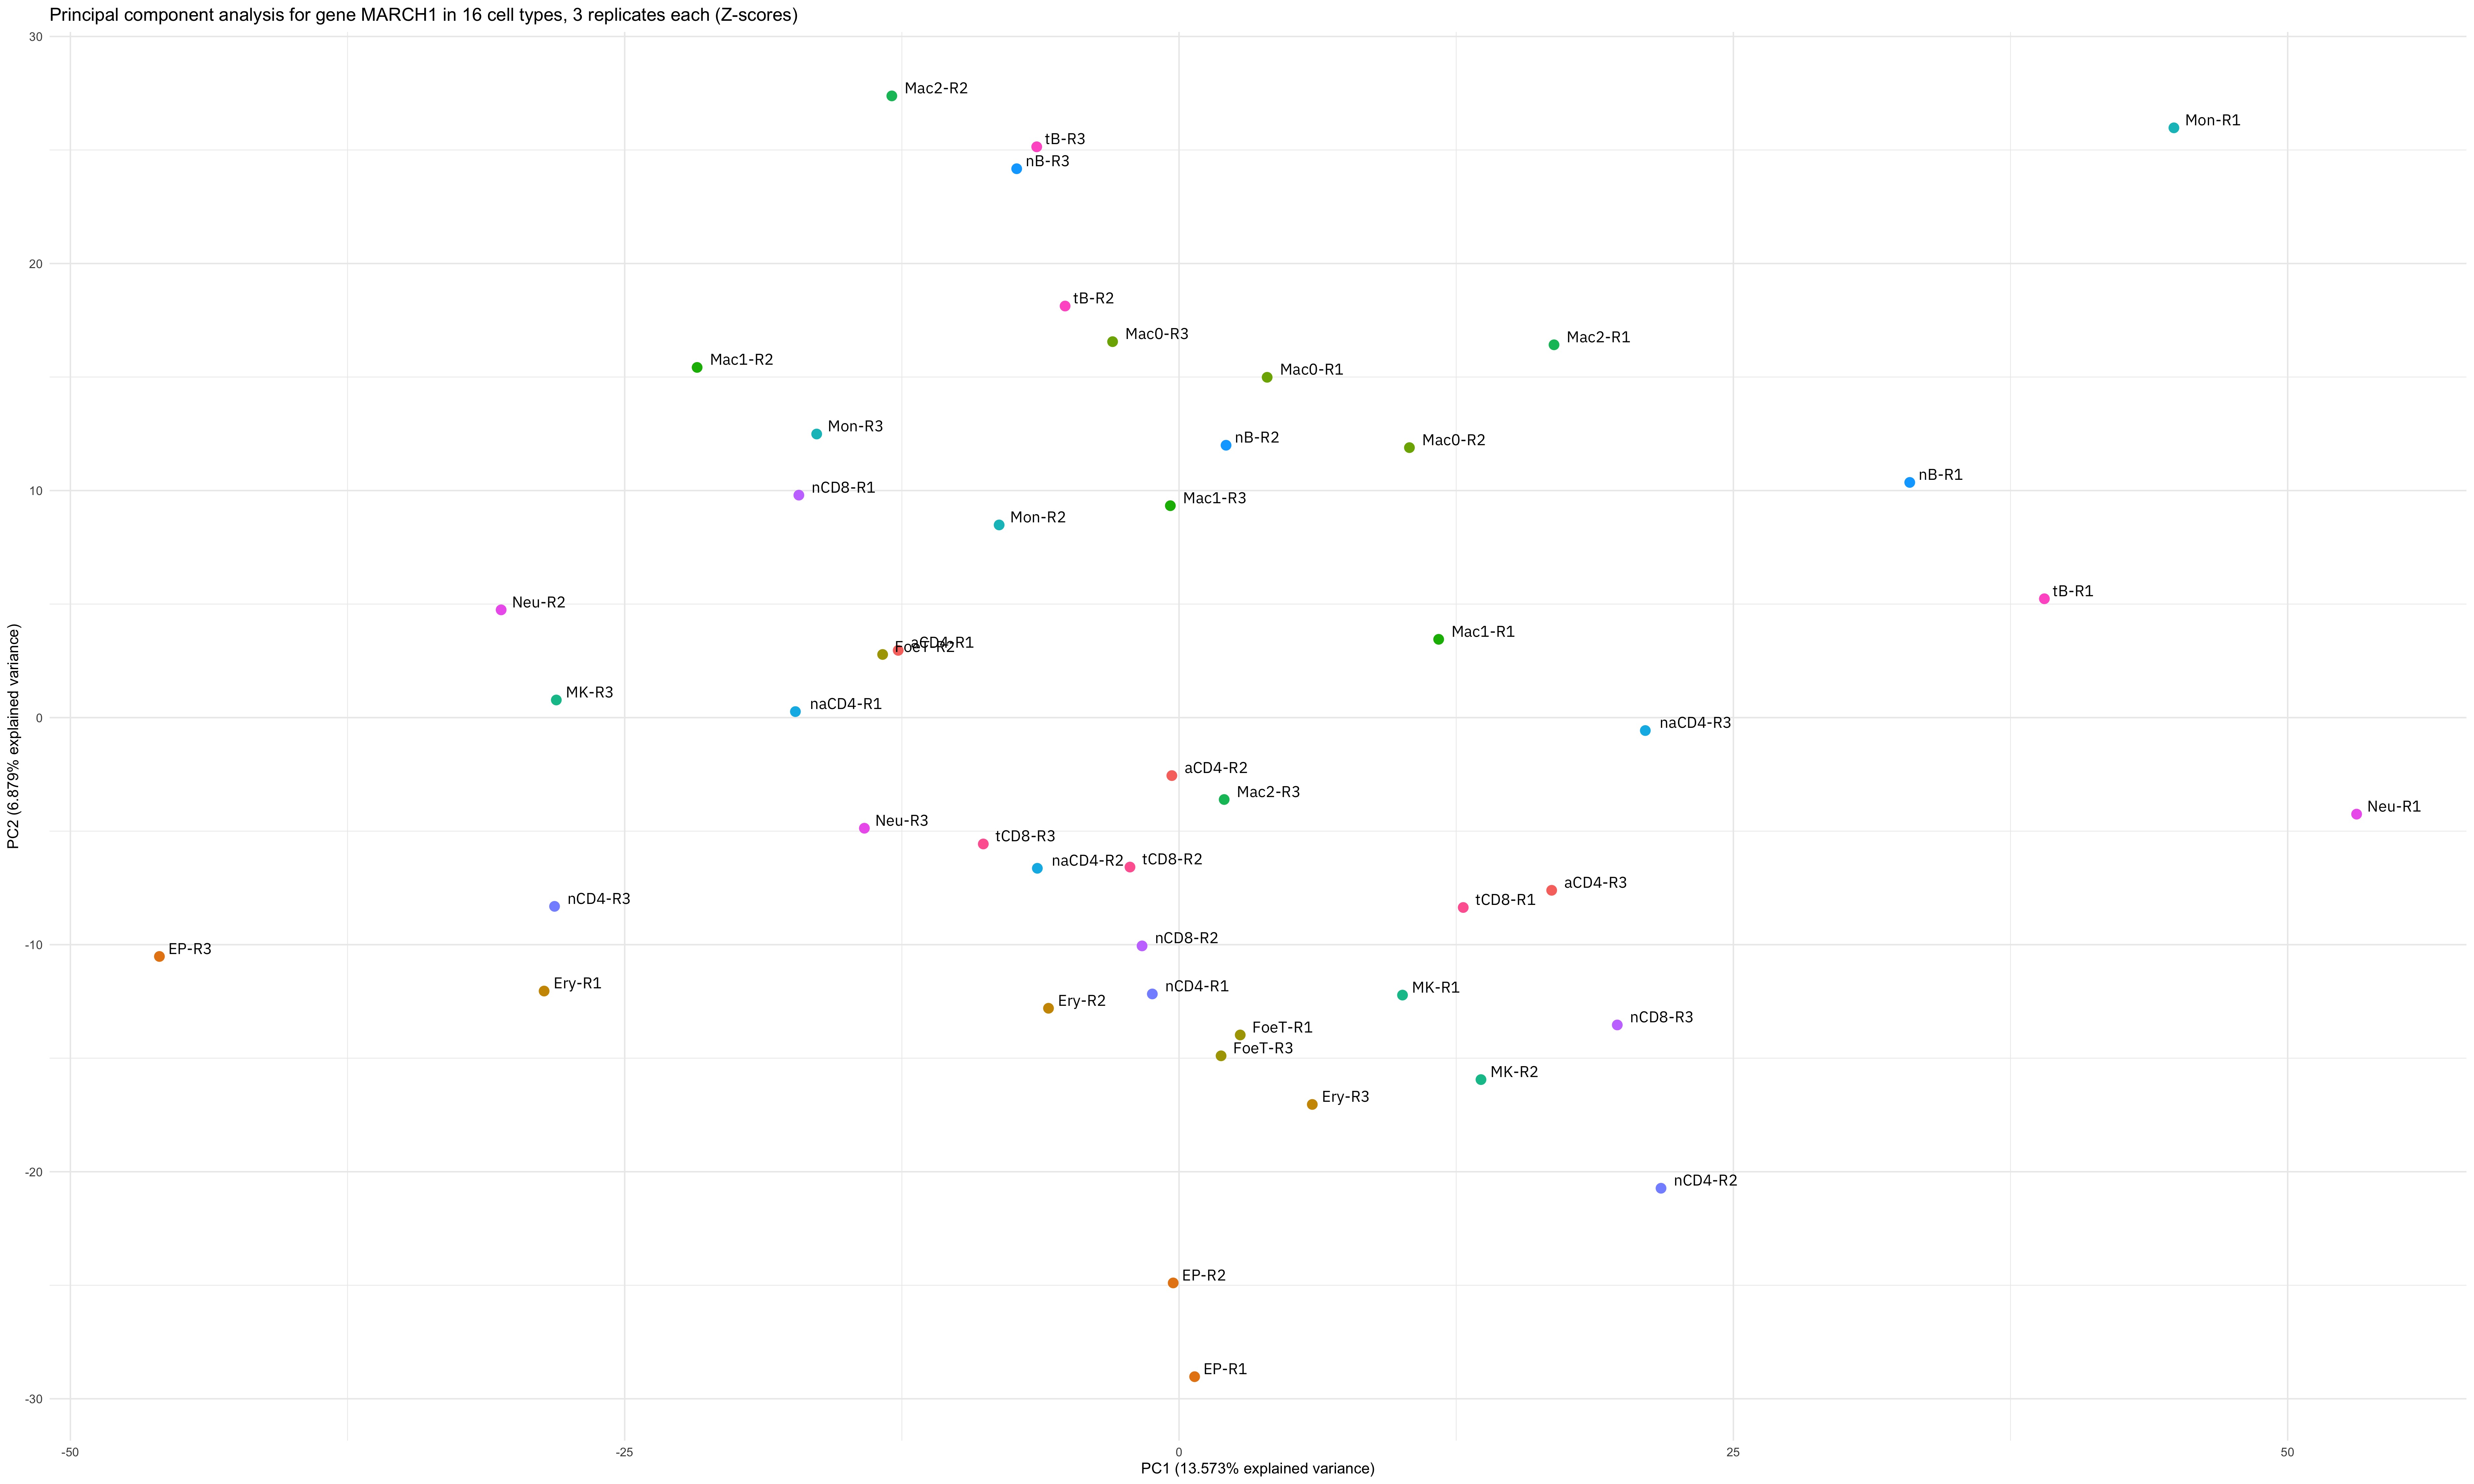 Principal component analysis for gene MARCH1 in 16 cell types, 3 replicates each (Z-scores)
30
Mac2-R2
Mon-R1
tB-R3
nB-R3
20
tB-R2
Mac0-R3
Mac2-R1
Mac1-R2
Mac0-R1
Mon-R3
nB-R2
Mac0-R2
nB-R1
nCD8-R1
10
Mac1-R3
Mon-R2
tB-R1
Neu-R2
Mac1-R1
aCD4-R1
FoeT-R2
MK-R3
naCD4-R1
0
naCD4-R3
aCD4-R2
Mac2-R3
Neu-R1
Neu-R3
tCD8-R3
naCD4-R2
tCD8-R2
aCD4-R3
nCD4-R3
tCD8-R1
nCD8-R2
-10
EP-R3
Ery-R1
nCD4-R1
MK-R1
Ery-R2
nCD8-R3
FoeT-R1
FoeT-R3
MK-R2
Ery-R3
-20
nCD4-R2
EP-R2
EP-R1
-30
PC2 (6.879% explained variance)
-50
-25
0
25
50
PC1 (13.573% explained variance)